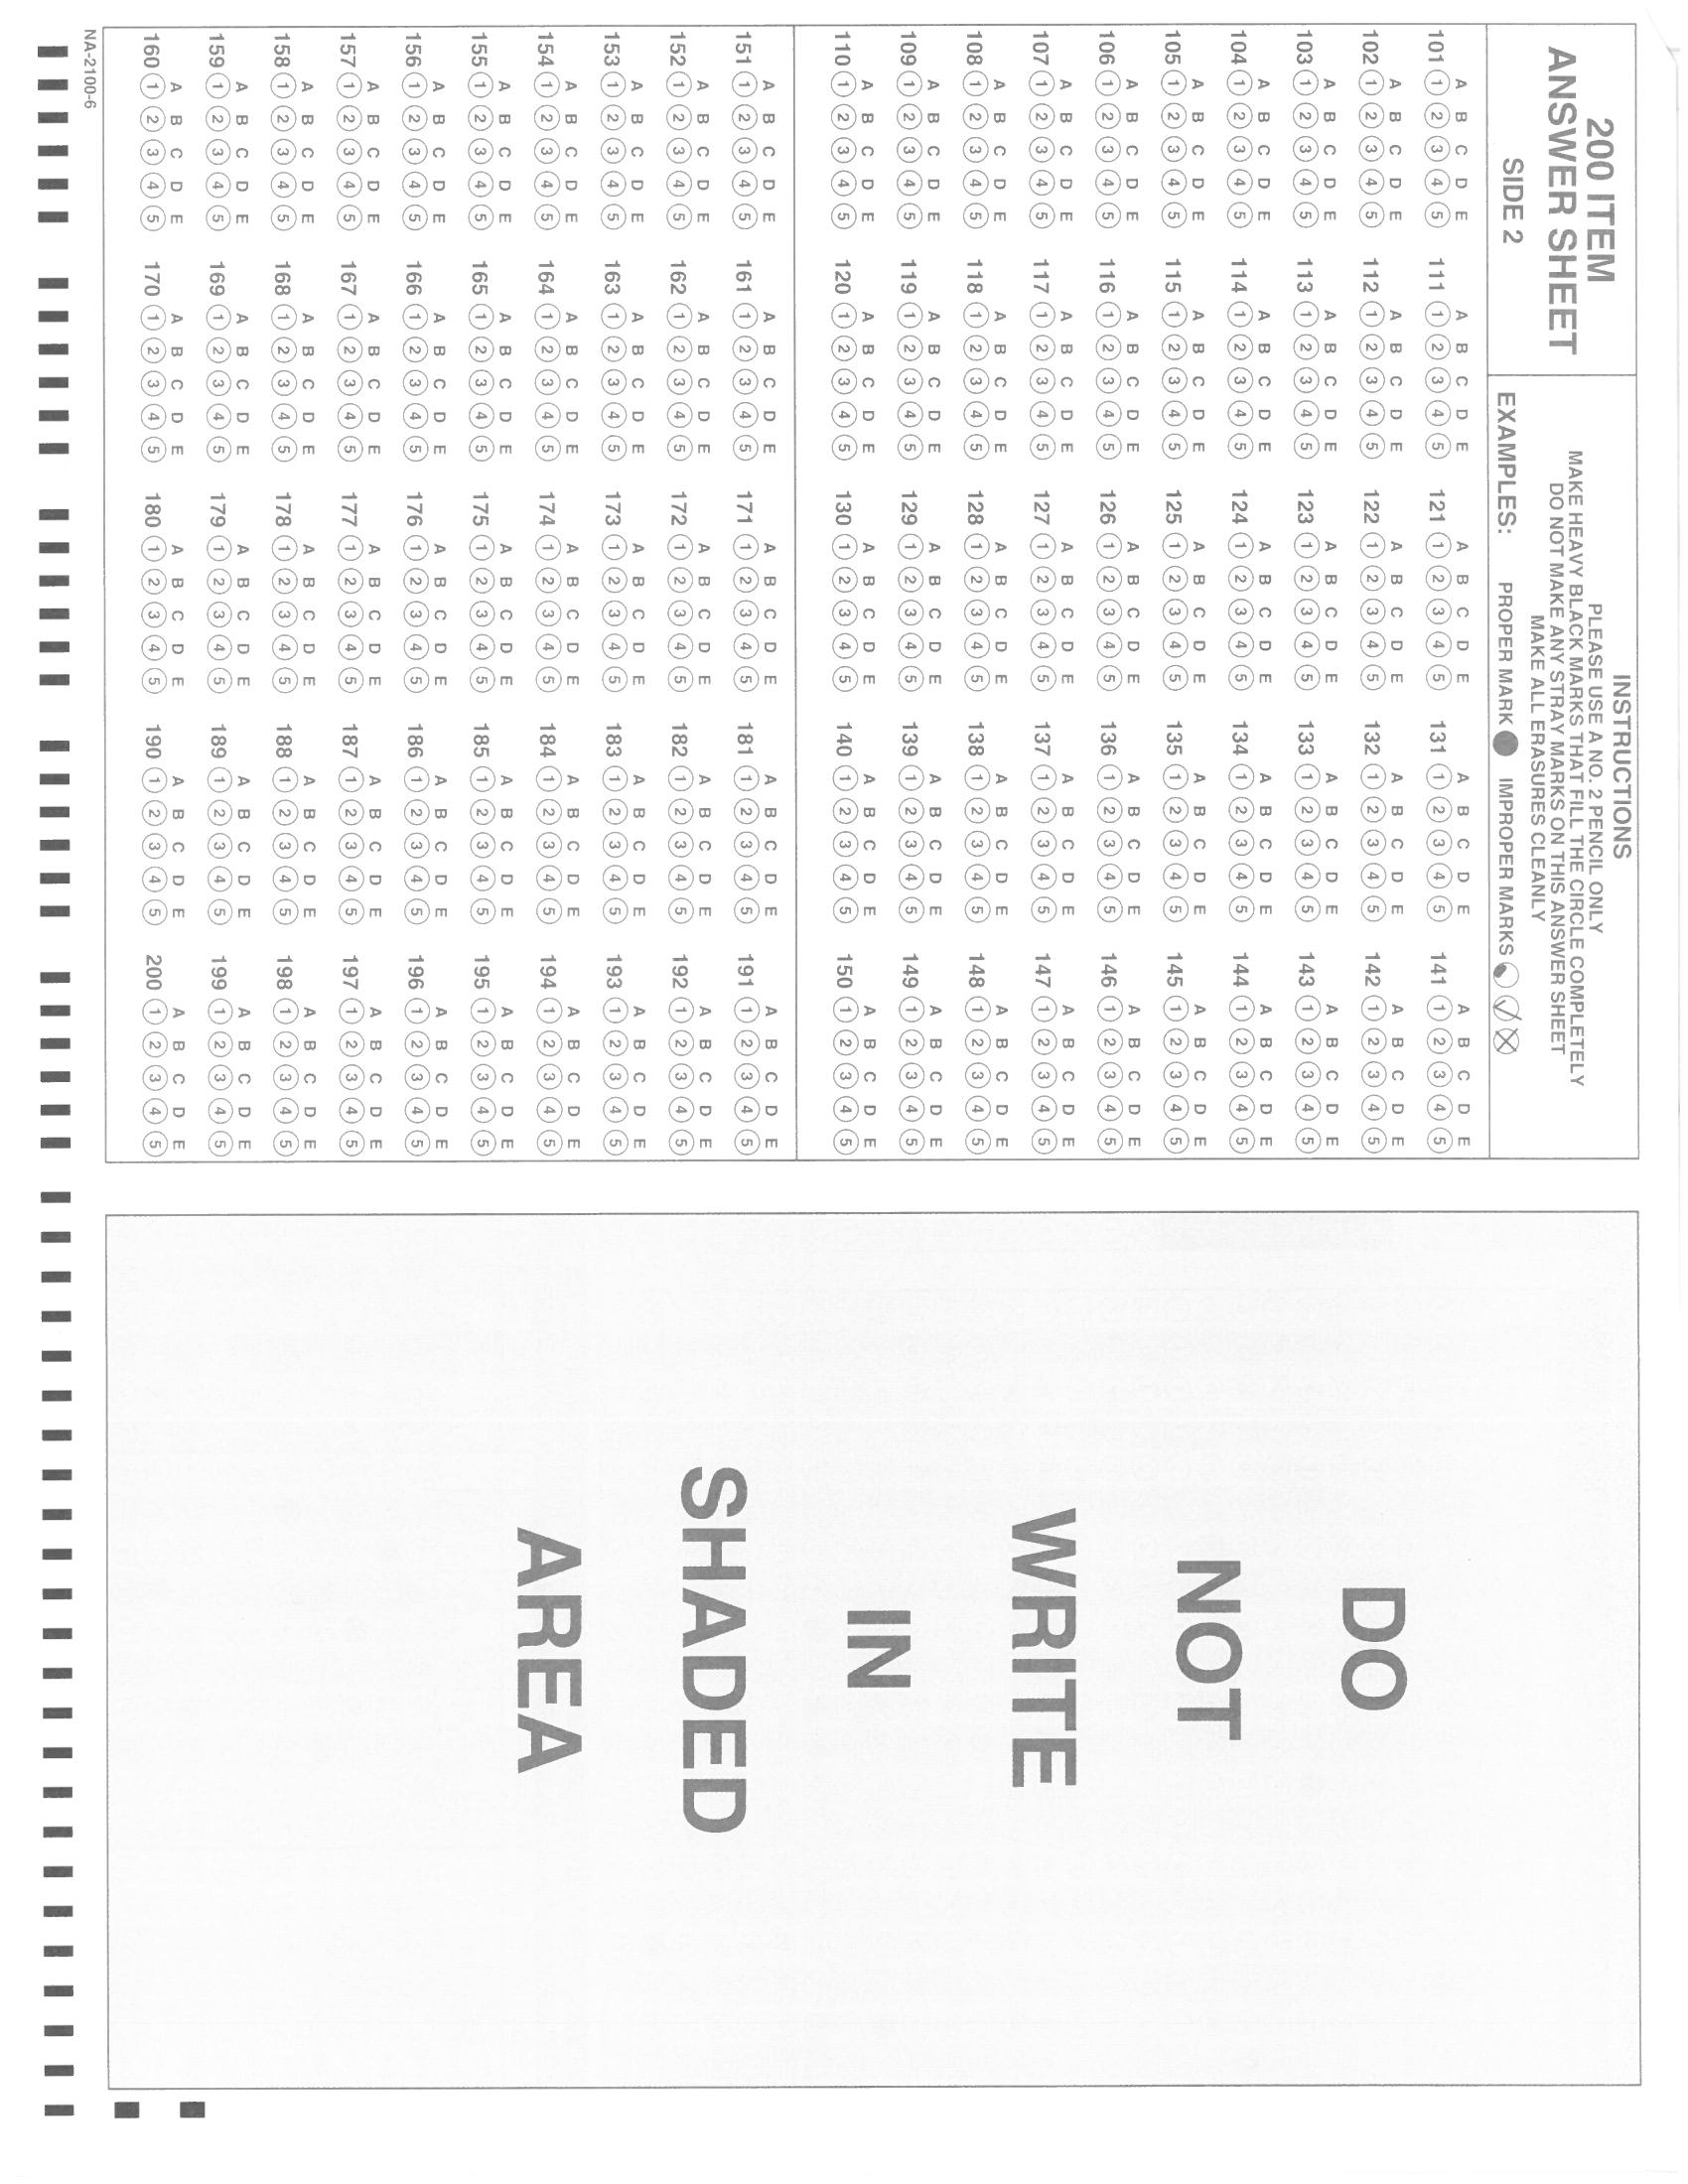 200 ITEM
ANSWER SHEET
SIDE 2
INSTRUCTIONS
PLEASE USE A NO. 2 PENCIL ONLY
MAKE HEAVY BLACK MARKS THAT FILL THE CIRCLE COMPLETELY
DO NOT MAKE ANY STRAY MARKS ON THIS ANSWER SHEET
MAKE ALL ERASURES CLEANLY
EXAMPLES: PROPER MARK IMPROPER MARKS
A B C D E A B C D E A B C D E A B C D E A B C D E
101 1 2 3 4 5 111 1 2 3 4 5 121 1 2 3 4 5 131 1 2 3 4 5 141 1 2 3 4 5
A B C D E A B C D E A B C D E A B C D E A B C D E
102 1 2 3 4 5 112 1 2 3 4 5 122 1 2 3 4 5 132 1 2 3 4 5 142 1 2 3 4 5
A B C D E A B C D E A B C D E A B C D E A B C D E
103 1 2 3 4 5 113 1 2 3 4 5 123 1 2 3 4 5 133 1 2 3 4 5 143 1 2 3 4 5
A B C D E A B C D E A B C D E A B C D E A B C D E
104 1 2 3 4 5 114 1 2 3 4 5 124 1 2 3 4 5 134 1 2 3 4 5 144 1 2 3 4 5
A B C D E A B C D E A B C D E A B C D E A B C D E
105 1 2 3 4 5 115 1 2 3 4 5 125 1 2 3 4 5 135 1 2 3 4 5 145 1 2 3 4 5
A B C D E A B C D E A B C D E A B C D E A B C D E
106 1 2 3 4 5 116 1 2 3 4 5 126 1 2 3 4 5 136 1 2 3 4 5 146 1 2 3 4 5
A B C D E A B C D E A B C D E A B C D E A B C D E
107 1 2 3 4 5 117 1 2 3 4 5 127 1 2 3 4 5 137 1 2 3 4 5 147 1 2 3 4 5
A B C D E A B C D E A B C D E A B C D E A B C D E
108 1 2 3 4 5 118 1 2 3 4 5 128 1 2 3 4 5 138 1 2 3 4 5 148 1 2 3 4 5
A B C D E A B C D E A B C D E A B C D E A B C D E
109 1 2 3 4 5 119 1 2 3 4 5 129 1 2 3 4 5 139 1 2 3 4 5 149 1 2 3 4 5
A B C D E A B C D E A B C D E A B C D E A B C D E
110 1 2 3 4 5 120 1 2 3 4 5 130 1 2 3 4 5 140 1 2 3 4 5 150 1 2 3 4 5
A B C D E A B C D E A B C D E A B C D E A B C D E
151 1 2 3 4 5 161 1 2 3 4 5 171 1 2 3 4 5 181 1 2 3 4 5 191 1 2 3 4 5
A B C D E A B C D E A B C D E A B C D E A B C D E
152 1 2 3 4 5 162 1 2 3 4 5 172 1 2 3 4 5 182 1 2 3 4 5 192 1 2 3 4 5
A B C D E A B C D E A B C D E A B C D E A B C D E
153 1 2 3 4 5 163 1 2 3 4 5 173 1 2 3 4 5 183 1 2 3 4 5 193 1 2 3 4 5
A B C D E A B C D E A B C D E A B C D E A B C D E
154 1 2 3 4 5 164 1 2 3 4 5 174 1 2 3 4 5 184 1 2 3 4 5 194 1 2 3 4 5
A B C D E A B C D E A B C D E A B C D E A B C D E
155 1 2 3 4 5 165 1 2 3 4 5 175 1 2 3 4 5 185 1 2 3 4 5 195 1 2 3 4 5
A B C D E A B C D E A B C D E A B C D E A B C D E
156 1 2 3 4 5 166 1 2 3 4 5 176 1 2 3 4 5 186 1 2 3 4 5 196 1 2 3 4 5
A B C D E A B C D E A B C D E A B C D E A B C D E
157 1 2 3 4 5 167 1 2 3 4 5 177 1 2 3 4 5 187 1 2 3 4 5 197 1 2 3 4 5
A B C D E A B C D E A B C D E A B C D E A B C D E
158 1 2 3 4 5 168 1 2 3 4 5 178 1 2 3 4 5 188 1 2 3 4 5 198 1 2 3 4 5
A B C D E A B C D E A B C D E A B C D E A B C D E
159 1 2 3 4 5 169 1 2 3 4 5 179 1 2 3 4 5 189 1 2 3 4 5 199 1 2 3 4 5
A B C D E A B C D E A B C D E A B C D E A B C D E
160 1 2 3 4 5 170 1 2 3 4 5 180 1 2 3 4 5 190 1 2 3 4 5 200 1 2 3 4 5
NA-2100-6
DO
NOT
WRITE
IN
SHADED
AREA